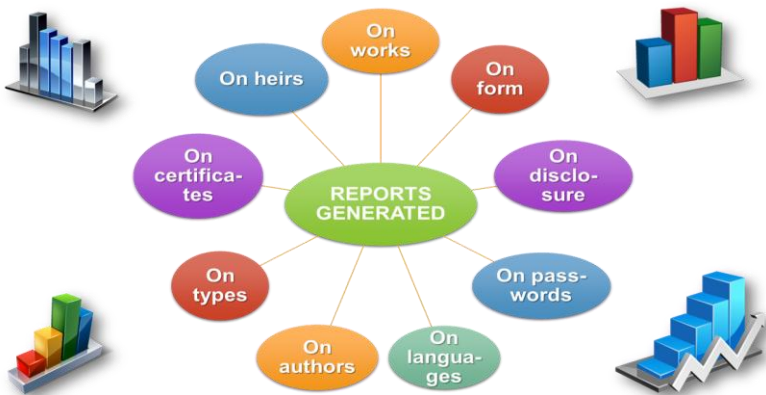 On
works
On
form
On
disclo-
sure
On pass-
words
On
langua-
ges
On
authors
On
types
On
certifica-
tes
On heirs
REPORTS
GENERATED